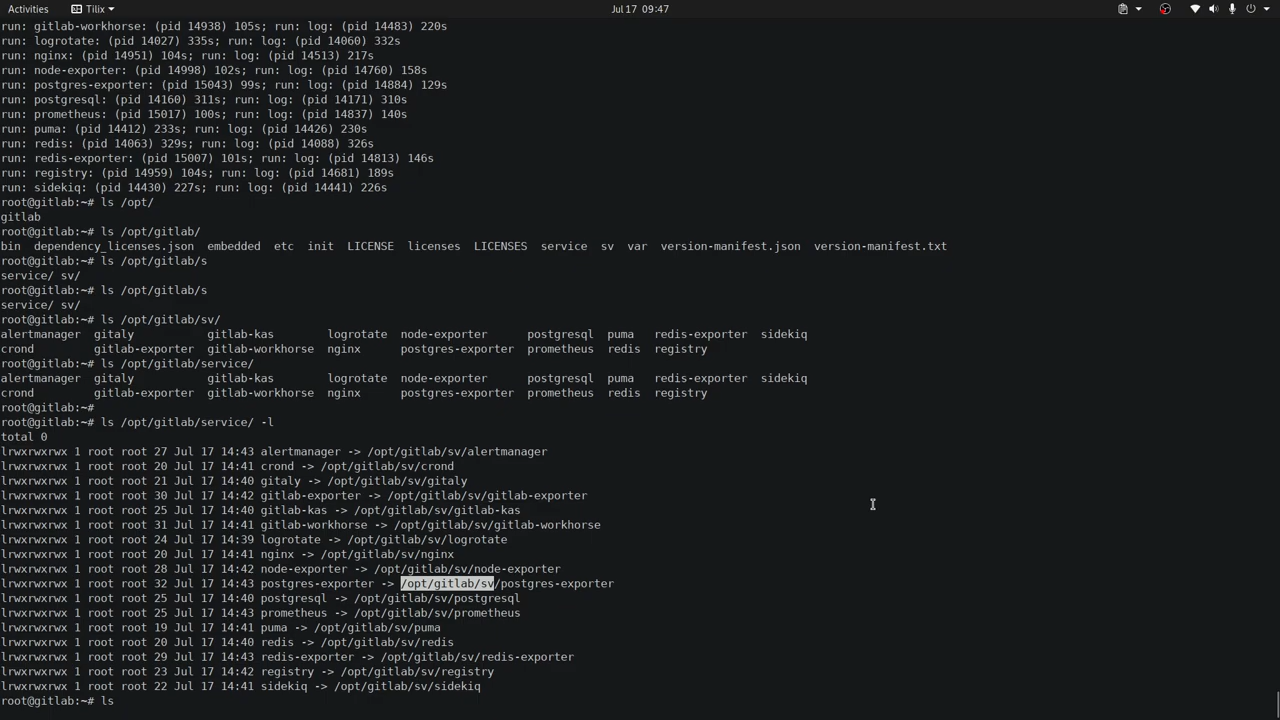 Activities Tilix Jul 17 09:47
run: gitlab-workhorse: (pid 14938) 105s; run: log: (pid 14483) 220s
run: logrotate: (pid 14027) 335s; run: log: (pid 14060) 332s
run: nginx: (pid 14951) 104s; run: log: (pid 14513) 217s
run: node-exporter: (pid 14998) 102s; run: log: (pid 14760) 158s
run: postgres-exporter: (pid 15043) 99s; run: log: (pid 14884) 129s
run: postgresql: (pid 14160) 311s; run: log: (pid 14171) 310s
run: prometheus: (pid 15017) 100s; run: log: (pid 14837) 140s
run: puma: (pid 14412) 233s; run: log: (pid 14426) 230s
run: redis: (pid 14063) 329s; run: log: (pid 14088) 326s
run: redis-exporter: (pid 15007) 101s; run: log: (pid 14813) 146s
run: registry: (pid 14959) 104s; run: log: (pid 14681) 189s
run: sidekiq: (pid 14430) 227s; run: log: (pid 14441) 226s
root@gitlab:~# ls /opt/
gitlab
root@gitlab:~# ls /opt/gitlab/
bin dependency_licenses.json embedded etc init LICENSE licenses LICENSES service sv var version-manifest.json version-manifest.txt
root@gitlab:~# ls /opt/gitlab/s
service/ sv/
root@gitlab:~# ls /opt/gitlab/s
service/ sv/
root@gitlab:~# ls /opt/gitlab/sv/
alertmanager gitaly gitlab-kas logrotate node-exporter postgresql puma redis-exporter sidekiq
crond gitlab-exporter gitlab-workhorse nginx postgres-exporter prometheus redis registry
root@gitlab:~# ls /opt/gitlab/service/
alertmanager gitaly gitlab-kas logrotate node-exporter postgresql puma redis-exporter sidekiq
crond gitlab-exporter gitlab-workhorse nginx postgres-exporter prometheus redis registry
root@gitlab:~#
root@gitlab:~# ls /opt/gitlab/service/ -l
total 0
lrwxrwxrwx 1 root root 27 Jul 17 14:43 alertmanager -> /opt/gitlab/sv/alertmanager
lrwxrwxrwx 1 root root 20 Jul 17 14:41 crond -> /opt/gitlab/sv/crond
lrwxrwxrwx 1 root root 21 Jul 17 14:40 gitaly -> /opt/gitlab/sv/gitaly
lrwxrwxrwx 1 root root 30 Jul 17 14:42 gitlab-exporter -> /opt/gitlab/sv/gitlab-exporter
lrwxrwxrwx 1 root root 25 Jul 17 14:40 gitlab-kas -> /opt/gitlab/sv/gitlab-kas
lrwxrwxrwx 1 root root 31 Jul 17 14:41 gitlab-workhorse -> /opt/gitlab/sv/gitlab-workhorse
lrwxrwxrwx 1 root root 24 Jul 17 14:39 logrotate -> /opt/gitlab/sv/logrotate
lrwxrwxrwx 1 root root 20 Jul 17 14:41 nginx -> /opt/gitlab/sv/nginx
lrwxrwxrwx 1 root root 28 Jul 17 14:42 node-exporter -> /opt/gitlab/sv/node-exporter
lrwxrwxrwx 1 root root 32 Jul 17 14:43 postgres-exporter -> /opt/gitlab/sv/postgres-exporter
lrwxrwxrwx 1 root root 25 Jul 17 14:40 postgresql -> /opt/gitlab/sv/postgresql
lrwxrwxrwx 1 root root 25 Jul 17 14:43 prometheus -> /opt/gitlab/sv/prometheus
lrwxrwxrwx 1 root root 19 Jul 17 14:41 puma -> /opt/gitlab/sv/puma
lrwxrwxrwx 1 root root 20 Jul 17 14:40 redis -> /opt/gitlab/sv/redis
lrwxrwxrwx 1 root root 29 Jul 17 14:43 redis-exporter -> /opt/gitlab/sv/redis-exporter
lrwxrwxrwx 1 root root 23 Jul 17 14:42 registry -> /opt/gitlab/sv/registry
lrwxrwxrwx 1 root root 22 Jul 17 14:41 sidekiq -> /opt/gitlab/sv/sidekiq
root@gitlab:~# ls